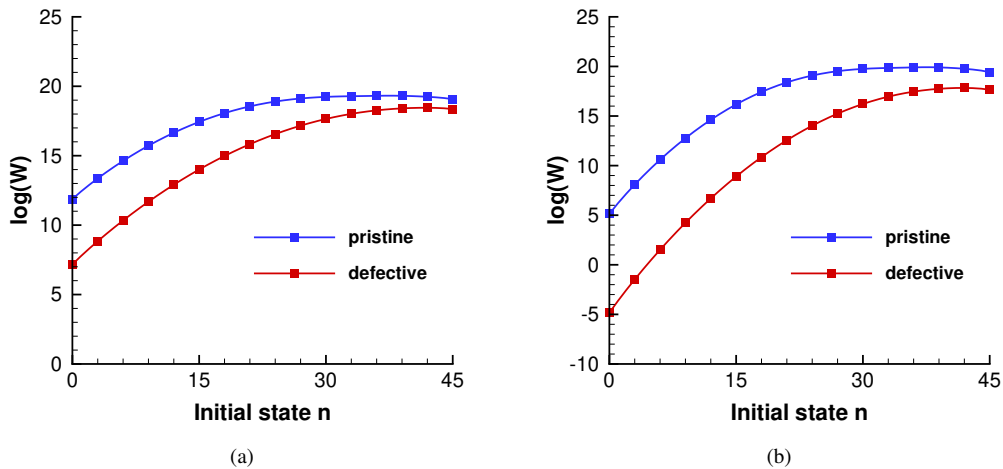 25
20
15
10
5
0
log(W)
pristine
defective
0 15 30 45
Initial state n
(a)
25
20
15
10
5
0
-5
-10
log(W)
pristine
defective
0 15 30 45
Initial state n
(b)